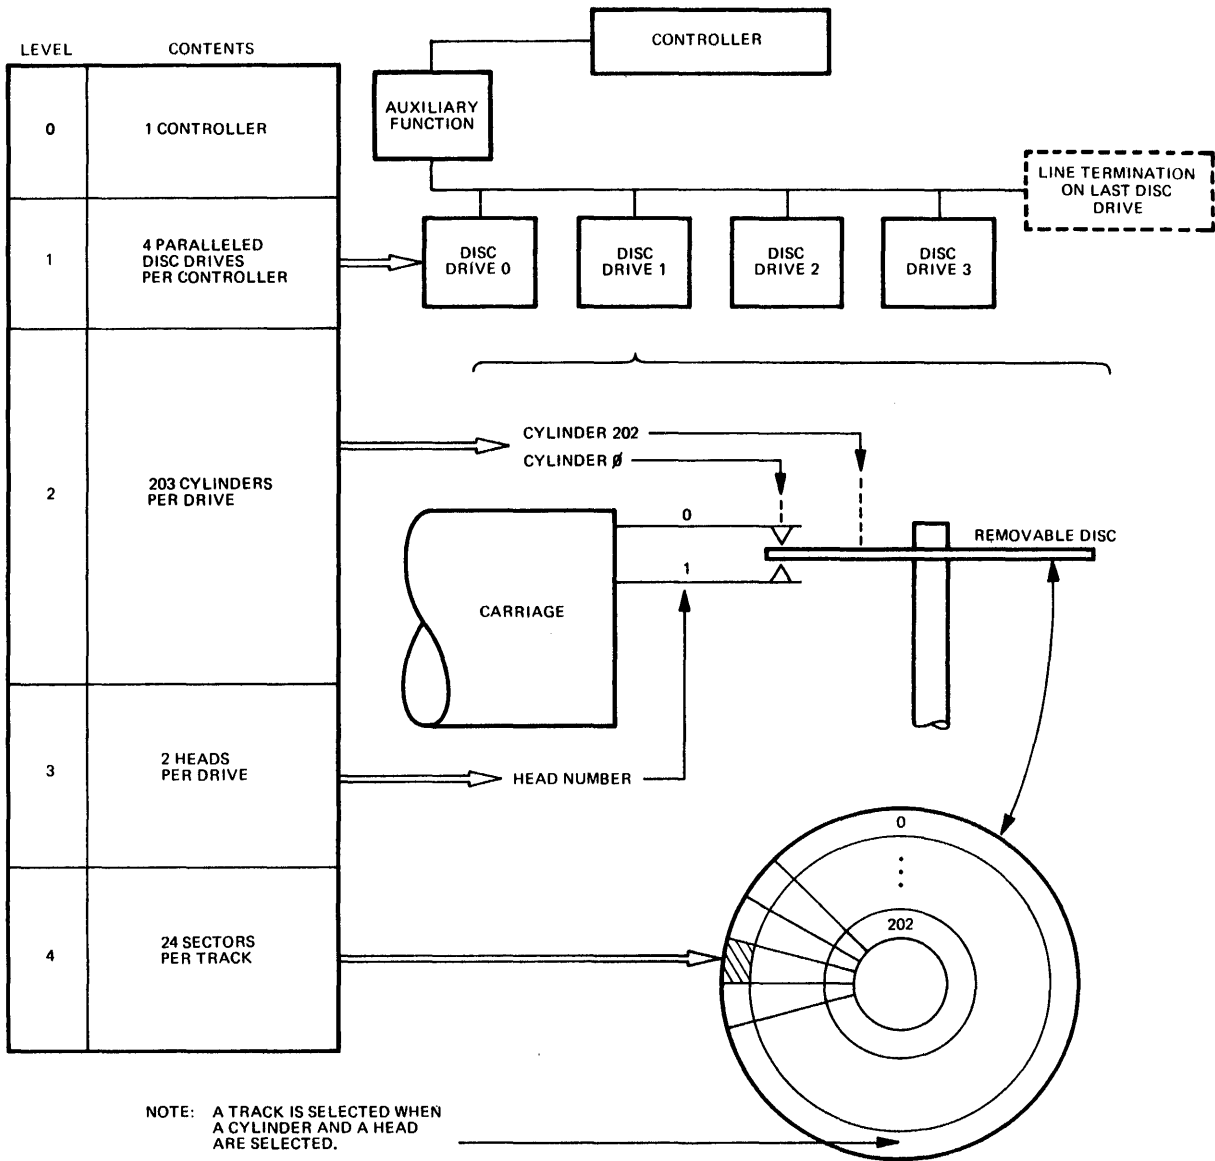 LEVEL
CONTENTS
0
1 CONTROLLER
1
4 PARALLELED
DISC DRIVES
PER CONTROLLER
2
203 CYLINDERS
PER DRIVE
3
2 HEADS
PER DRIVE
4
24 SECTORS
PER TRACK
CONTROLLER
AUXILIARY
FUNCTION
LINE TERMINATION
ON LAST DISC
DRIVE
DISC
DRIVE 0
DISC
DRIVE 1
DISC
DRIVE 2
DISC
DRIVE 3
CYLINDER 202
CYLINDER Ø
0
1
REMOVABLE DISC
CARRIAGE
HEAD NUMBER
0
202
NOTE: A TRACK IS SELECTED WHEN
A CYLINDER AND A HEAD
ARE SELECTED.